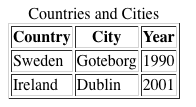 Countries and Cities
Country City Year
Sweden Goteborg 1990
Ireland Dublin 2001